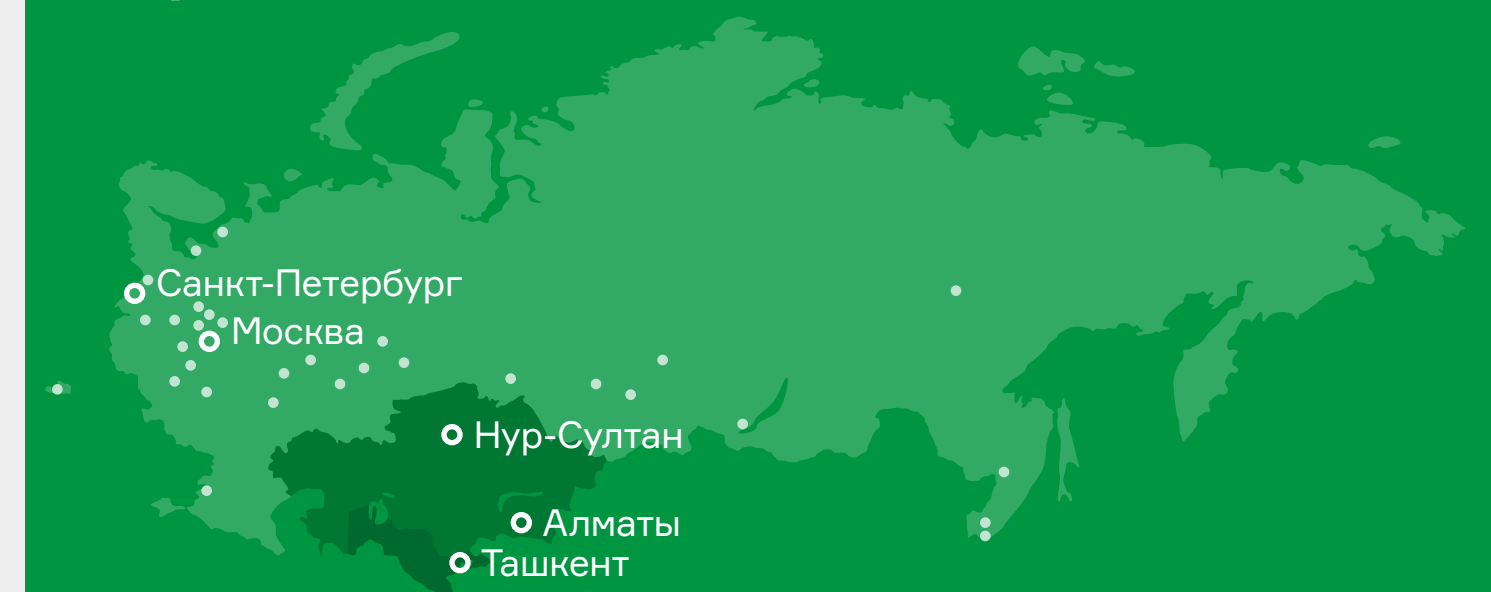 Санкт-Петербург
Москва
Нур-Султан
Алматы
Ташкент